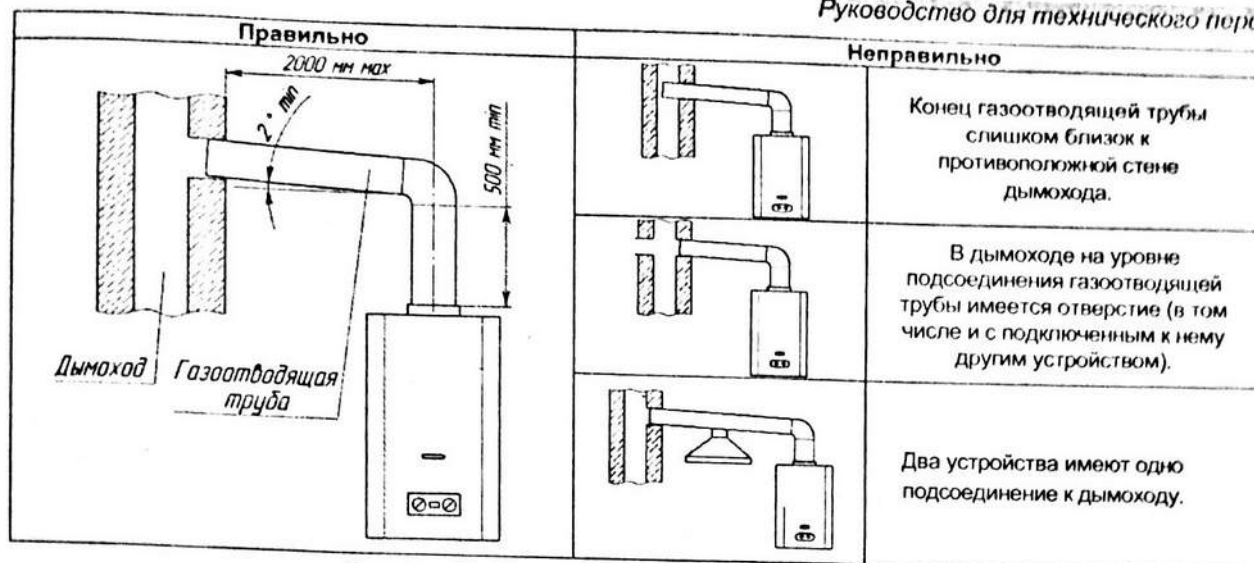 Руководство для технического
Правильно
Неправильно
2000 мм max
2° min
500 мм min
Дымоход
Газоотводящая
труба
Конец газоотводящей трубы
слишком близок к
противоположной стене
дымохода.
В дымоходе на уровне
подсоединения газоотводящей
трубы имеется отверстие (в том
числе и с подключенным к нему
другим устройством).
Два устройства имеют одно
подсоединение к дымоходу.